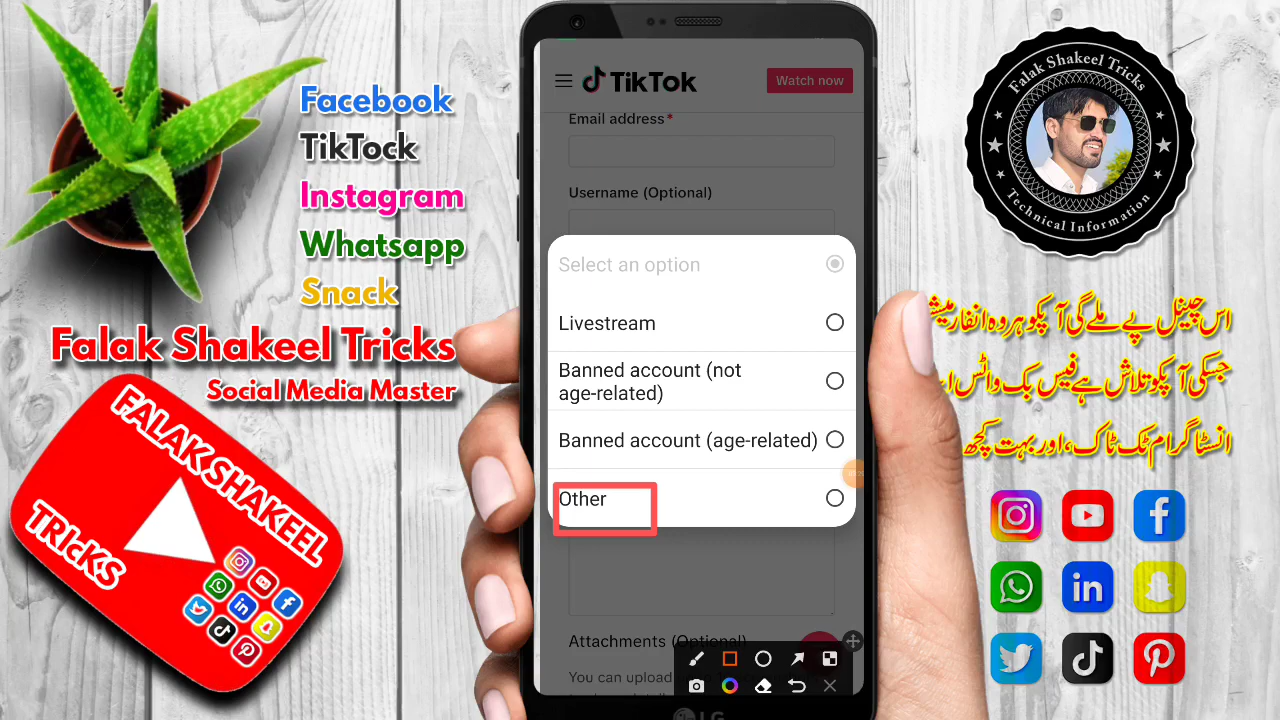 Facebook
TikTock
Instagram
Whatsapp
Snack
Falak Shakeel Tricks
Social Media Master
FALAK SHAKEEL
TRIcKS
TikTok
Watch now
Email address*
Username (Optional)
Select an option
Livestream
Banned account (not
age-related)
Banned account (age-related)
Other
Attachments (Optional)
You can upload
LG
Falak Shakeel Tricks
Technical Information
اس چینل پے ملے گی آپکو ہر وہ انفارمیش
جسکی آپکو تلاش ہے فیس بک واٹس
انسٹاگرام ٹک ٹاک، اور بہت کچھ
in